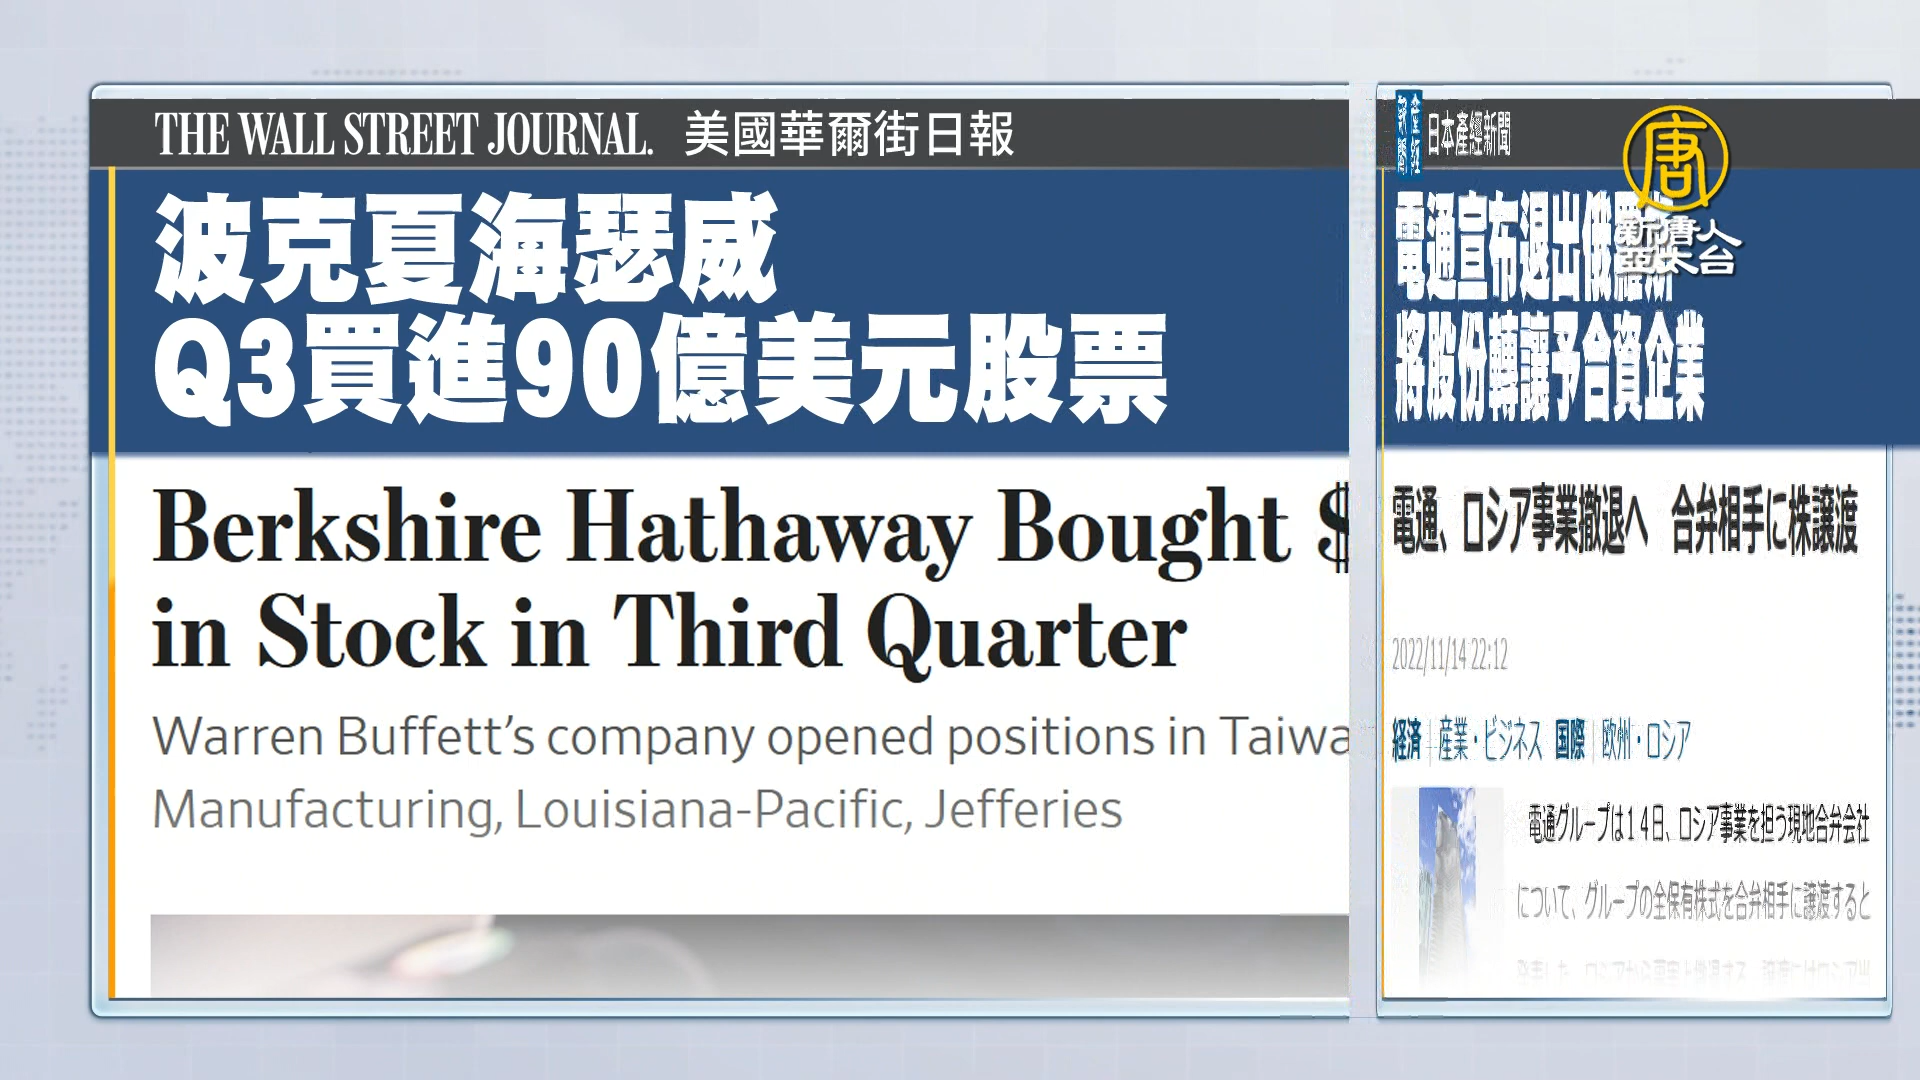 THE WALL STREET JOURNAL. 美國華爾街日報
波克夏海瑟威
Q3買進90億美元股票
Berkshire Hathaway Bought $
in Stock in Third Quarter
Warren Buffett's company opened positions in Taiwa
Manufacturing, Louisiana-Pacific, Jefferies
産経新聞 日本產經新聞
電通宣布退出俄羅斯
將股份轉讓予合資企業
電通、ロシア事業撤退へ 合弁相手に株譲渡
2022/11/14 22:12
経済 | 産業・ビジネス 国際 | 欧州・ロシア
電通グループは14日、ロシア事業を担う現地合弁会社
について、グループの全保有株式を合弁相手に譲渡すると
唐
新唐人
亞太台